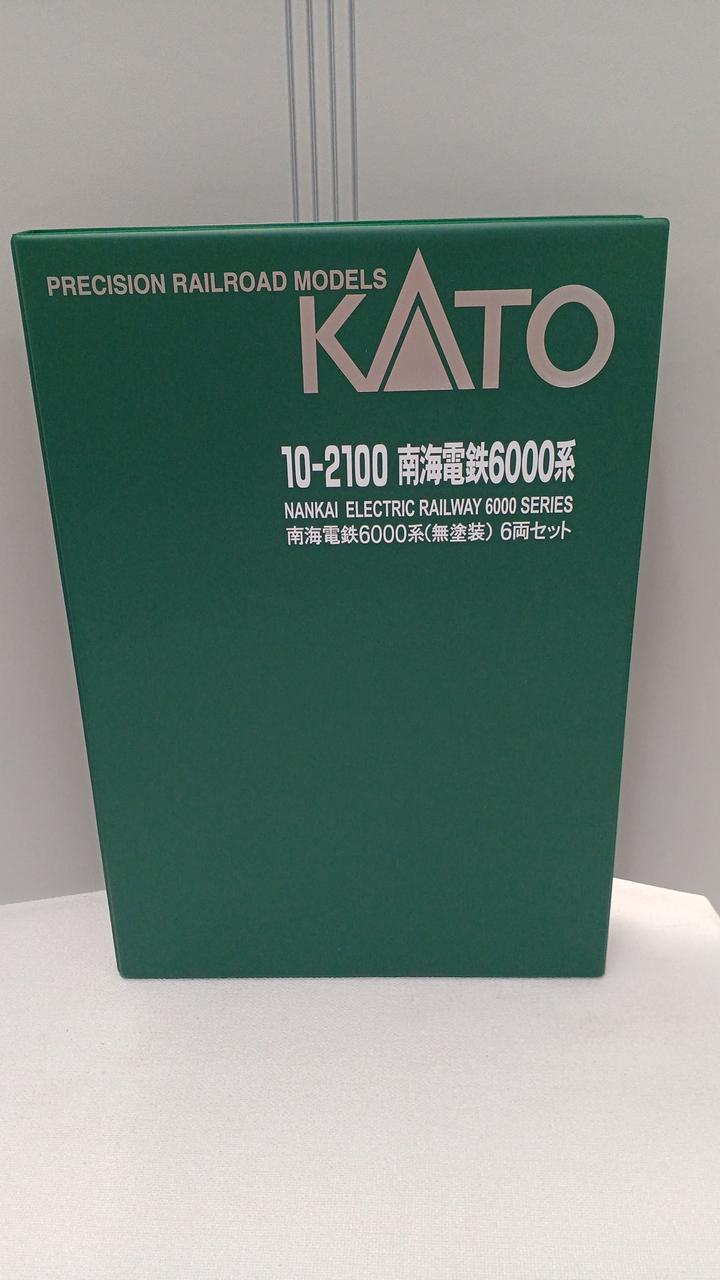 PRECISION RAILROAD MODELS
KATO
10-2100 南海電鉄6000系
NANKAI ELECTRIC RAILWAY 6000 SERIES
南海電鉄6000系(無塗装) 6両セット